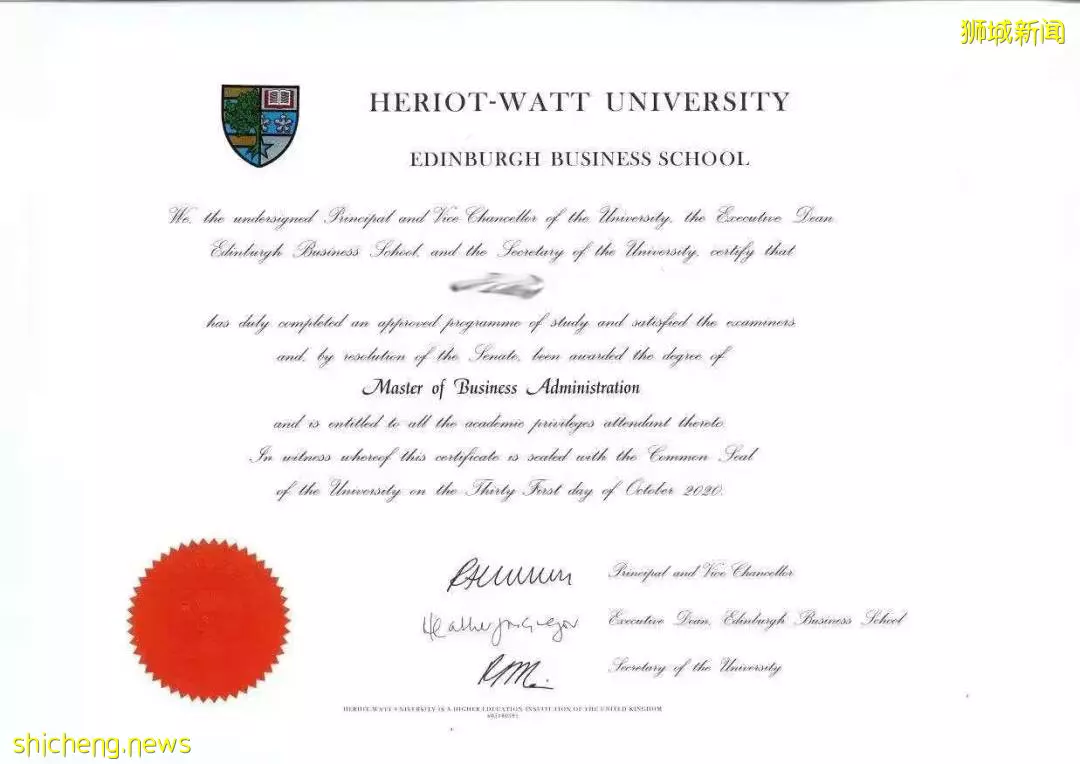 狮城新闻
HERIOT-WATT UNIVERSITY
EDINBURGH BUSINESS SCHOOL
We, the undersigned Principal and Vice Chancellor of the University, the Executive Dean,
Edinburgh Business School, and the Secretary of the University, certify that
has duly completed an approved programme of study and satisfied the examiners
and, by resolution of the Senate, been awarded the degree of
Master of Business Administration
and is entitled to all the academic privileges attendant thereto.
In witness whereof this certificate is sealed with the Common Seal
of the University on the Thirty First day of October 2020.
Principal and Vice Chancellor
Heather McGregor
Executive Dean, Edinburgh Business School
Secretary of the University
HERIOT-WATT UNIVERSITY IS A HIGHER EDUCATION INSTITUTION OF THE UNITED KINGDOM
shicheng.news